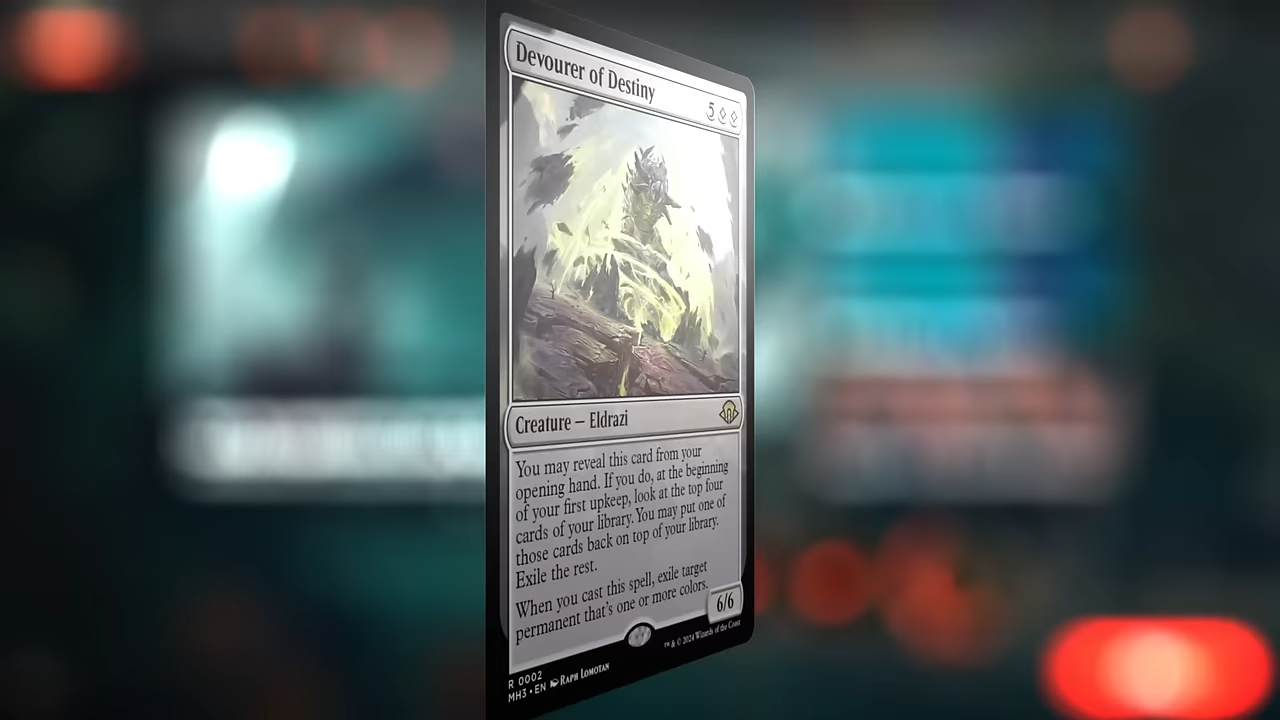 Devourer of Destiny
5
Creature — Eldrazi
You may reveal this card from your
opening hand. If you do, at the beginning
of your first upkeep, look at the top four
cards of your library. You may put one of
those cards back on top of your library.
Exile the rest.
When you cast this spell, exile target
permanent that's one or more colors.
6/6
R 0002
MH3 • EN RAPH LOMOTAN
™ & © 2024 Wizards of the Coast